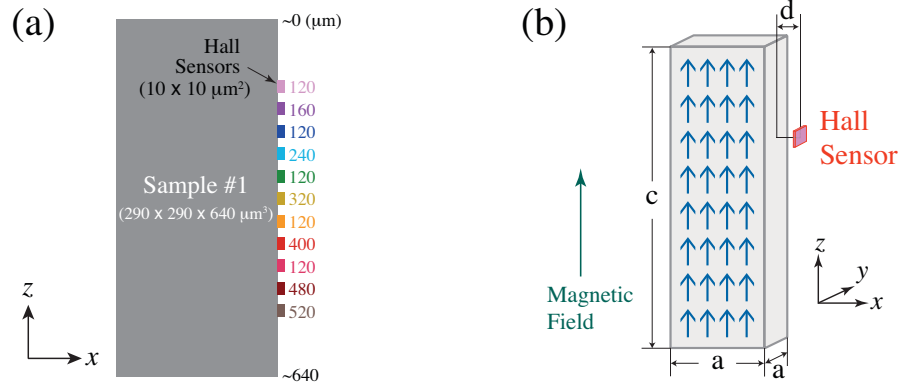 (a)
~0 (μm)
Hall
Sensors
(10 x 10 μm²)
120
160
120
240
120
320
120
400
120
480
520
Sample #1
(290 x 290 x 640 μm³)
z
x
~640
(b)
d
Hall
Sensor
c
Magnetic
Field
z
y
x
a
a